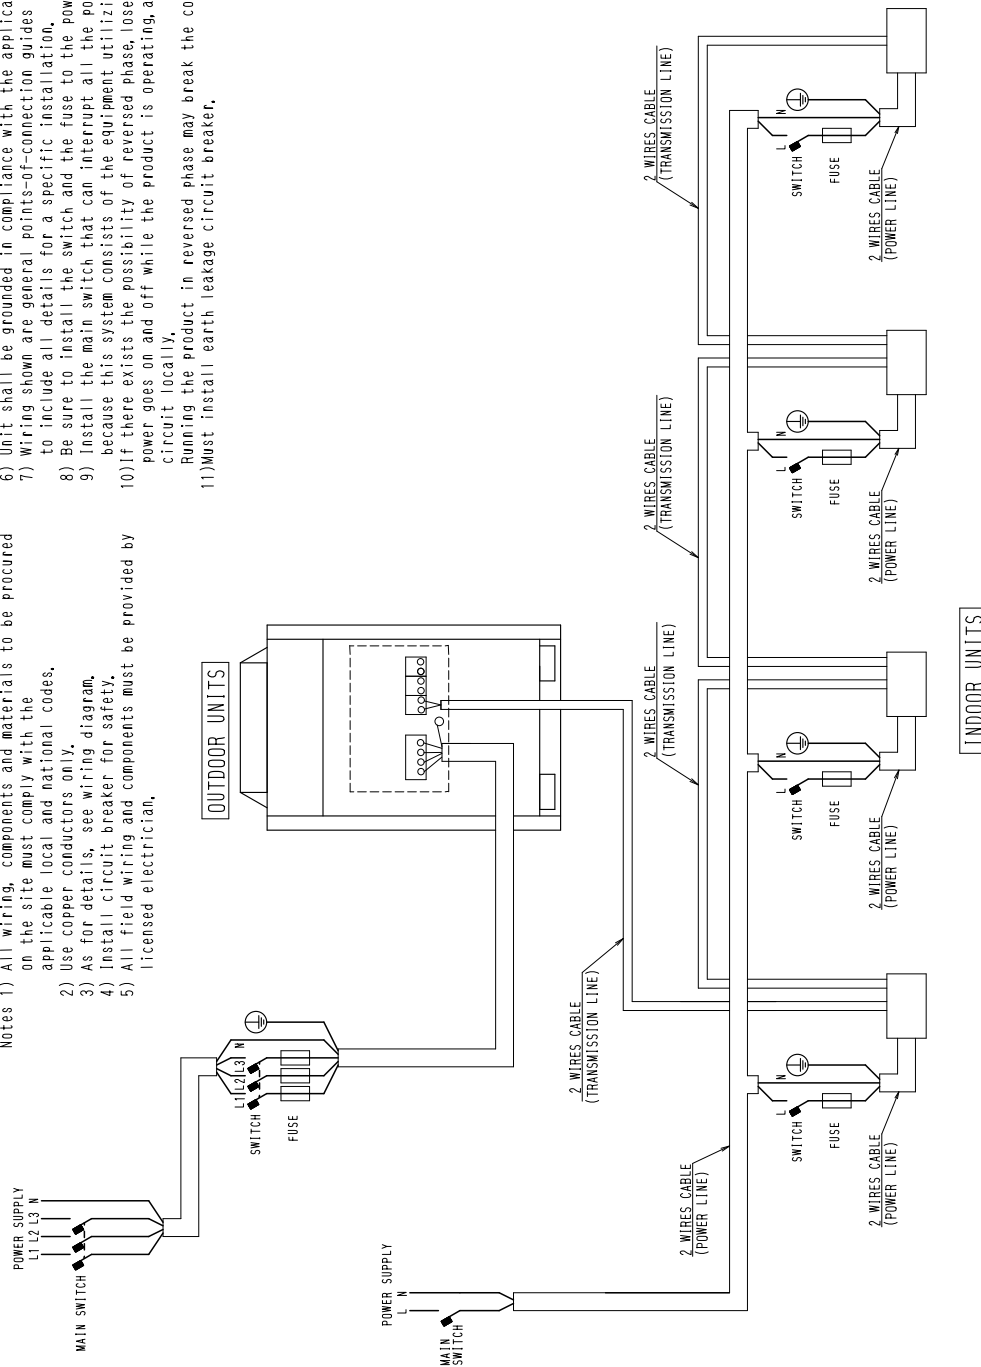 Notes 1) All wiring, components and materials to be procured
on the site must comply with the
applicable local and national codes.
2) Use copper conductors only.
3) As for details, see wiring diagram.
4) Install circuit breaker for safety.
5) All field wiring and components must be provided by
licensed electrician.
6) Unit shall be grounded in compliance with the applica
7) Wiring shown are general points-of-connection guides
to include all details for a specific installation.
8) Be sure to install the switch and the fuse to the pow
9) Install the main switch that can interrupt all the po
because this system consists of the equipment utilizi
10)If there exists the possibility of reversed phase, lose
power goes on and off while the product is operating, a
circuit locally.
Running the product in reversed phase may break the co
11)Must install earth leakage circuit breaker.
POWER SUPPLY
L1 L2 L3 N
MAIN SWITCH
L1 L2 L3 N
SWITCH
FUSE
OUTDOOR UNITS
POWER SUPPLY
L N
MAIN
SWITCH
2 WIRES CABLE
(POWER LINE)
2 WIRES CABLE
(TRANSMISSION LINE)
2 WIRES CABLE
(TRANSMISSION LINE)
2 WIRES CABLE
(TRANSMISSION LINE)
2 WIRES CABLE
(TRANSMISSION LINE)
L N
SWITCH
FUSE
2 WIRES CABLE
(POWER LINE)
L N
SWITCH
FUSE
2 WIRES CABLE
(POWER LINE)
L N
SWITCH
FUSE
2 WIRES CABLE
(POWER LINE)
L N
SWITCH
FUSE
2 WIRES CABLE
(POWER LINE)
INDOOR UNITS